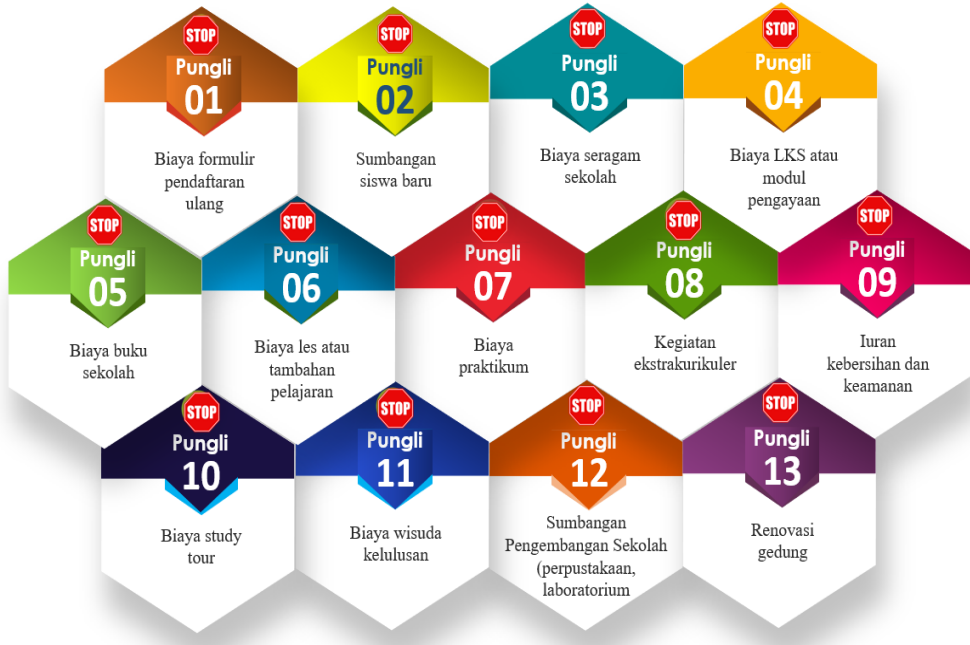 STOP
Pungli
01
Biaya formulir
pendaftaran
ulang
STOP
Pungli
02
Sumbangan
siswa baru
STOP
Pungli
03
Biaya seragam
sekolah
STOP
Pungli
04
Biaya LKS atau
modul
pengayaan
STOP
Pungli
05
Biaya buku
sekolah
STOP
Pungli
06
Biaya les atau
tambahan
pelajaran
STOP
Pungli
07
Biaya
praktikum
STOP
Pungli
08
Kegiatan
ekstrakurikuler
STOP
Pungli
09
Iuran
kebersihan dan
keamanan
STOP
Pungli
10
Biaya study
tour
STOP
Pungli
11
Biaya wisuda
kelulusan
STOP
Pungli
12
Sumbangan
Pengembangan Sekolah
(perpustakaan,
laboratorium
STOP
Pungli
13
Renovasi
gedung